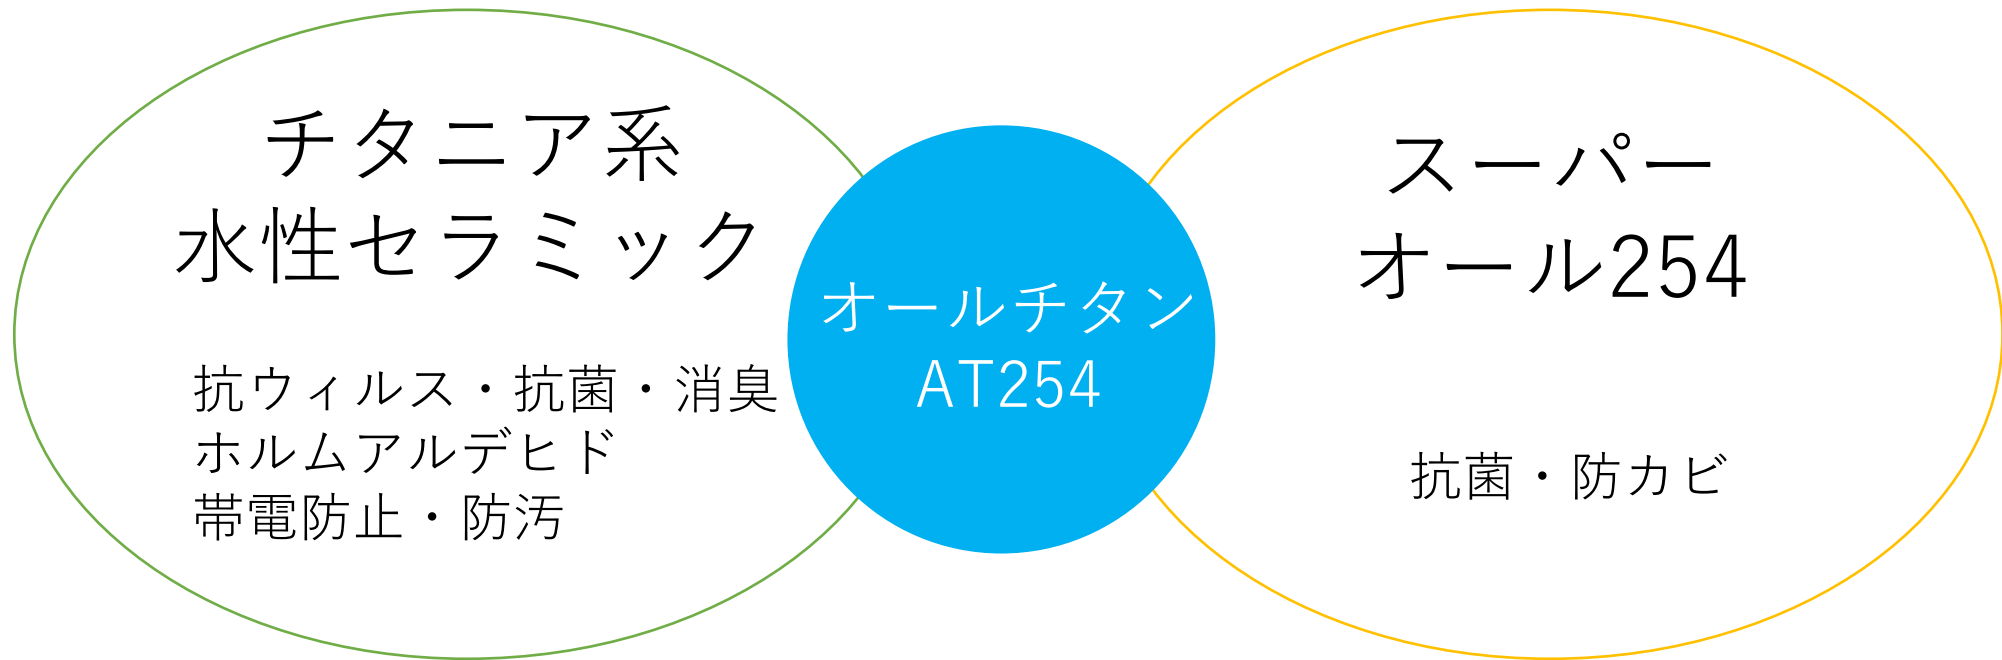 チタニア系
水性セラミック
抗ウィルス・抗菌・消臭
ホルムアルデヒド
帯電防止・防汚
オールチタン
AT254
スーパー
オール254
抗菌・防カビ